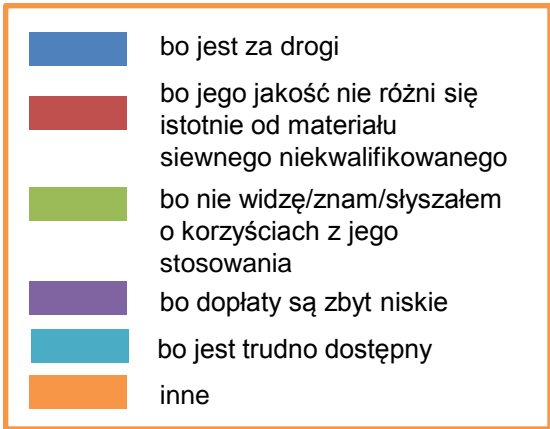 bo jest za drogi
bo jego jakość nie różni się
istotnie od materiału
siewnego niekwalifikowanego
bo nie widzę/znam/słyszałem
o korzyściach z jego
stosowania
bo dopłaty są zbyt niskie
bo jest trudno dostępny
inne